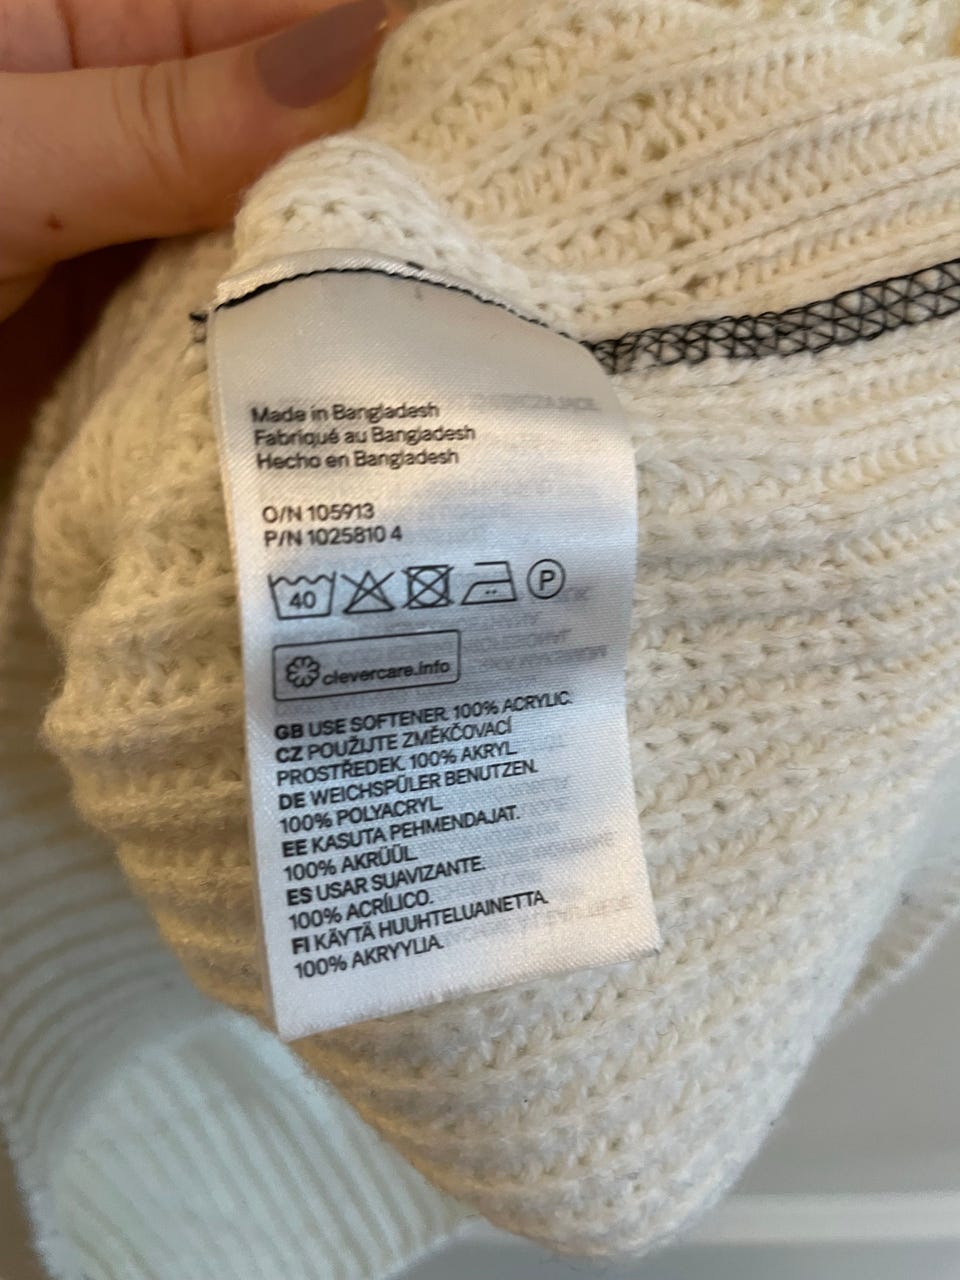 Made in Bangladesh
Fabriqué au Bangladesh
Hecho en Bangladesh
O/N 105913
P/N 1025810 4
40
P
clevercare.info
GB USE SOFTENER. 100% ACRYLIC.
CZ POUŽIJTE ZMĚKČOVACÍ
PROSTŘEDEK. 100% AKRYL
DE WEICHSPÜLER BENUTZEN.
100% POLYACRYL.
EE KASUTA PEHMENDAJAT.
100% AKRÜÜL.
ES USAR SUAVIZANTE.
100% ACRÍLICO.
FI KÄYTÄ HUUHTELUAINETTA.
100% AKRYYLIA.